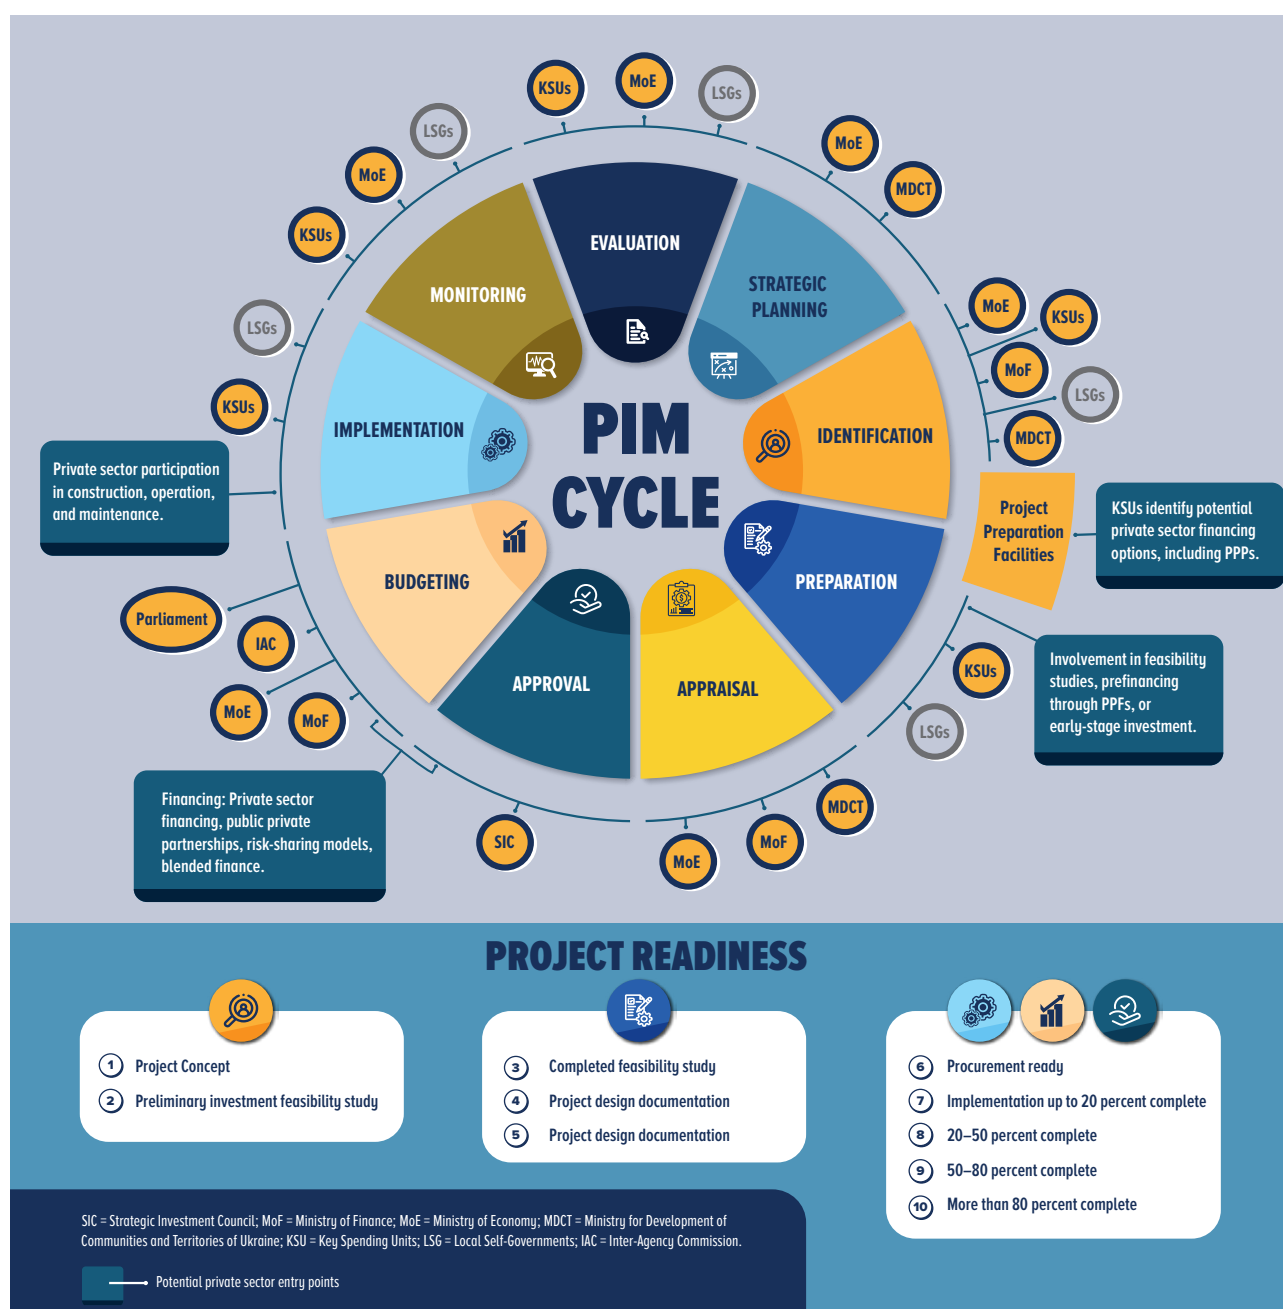 KSUs
MoE
LSGs
LSGs
MoE
KSUs
MoE
MDCT
EVALUATION
STRATEGIC
PLANNING
MONITORING
LSGs
KSUs
MoE
KSUs
MoF
LSGs
MDCT
IMPLEMENTATION
IDENTIFICATION
PIM
CYCLE
Private sector participation
in construction, operation,
and maintenance.
Project
Preparation
Facilities
KSUs identify potential
private sector financing
options, including PPPs.
BUDGETING
PREPARATION
Parliament
IAC
MoE
MoF
APPROVAL
APPRAISAL
KSUs
LSGs
Involvement in feasibility
studies, prefinancing
through PPFs, or
early-stage investment.
Financing: Private sector
financing, public private
partnerships, risk-sharing models,
blended finance.
SIC
MoE
MoF
MDCT
PROJECT READINESS
1 Project Concept
2 Preliminary investment feasibility study
3 Completed feasibility study
4 Project design documentation
5 Project design documentation
6 Procurement ready
7 Implementation up to 20 percent complete
8 20–50 percent complete
9 50–80 percent complete
10 More than 80 percent complete
SIC = Strategic Investment Council; MoF = Ministry of Finance; MoE = Ministry of Economy; MDCT = Ministry for Development of
Communities and Territories of Ukraine; KSU = Key Spending Units; LSG = Local Self-Governments; IAC = Inter-Agency Commission.
Potential private sector entry points